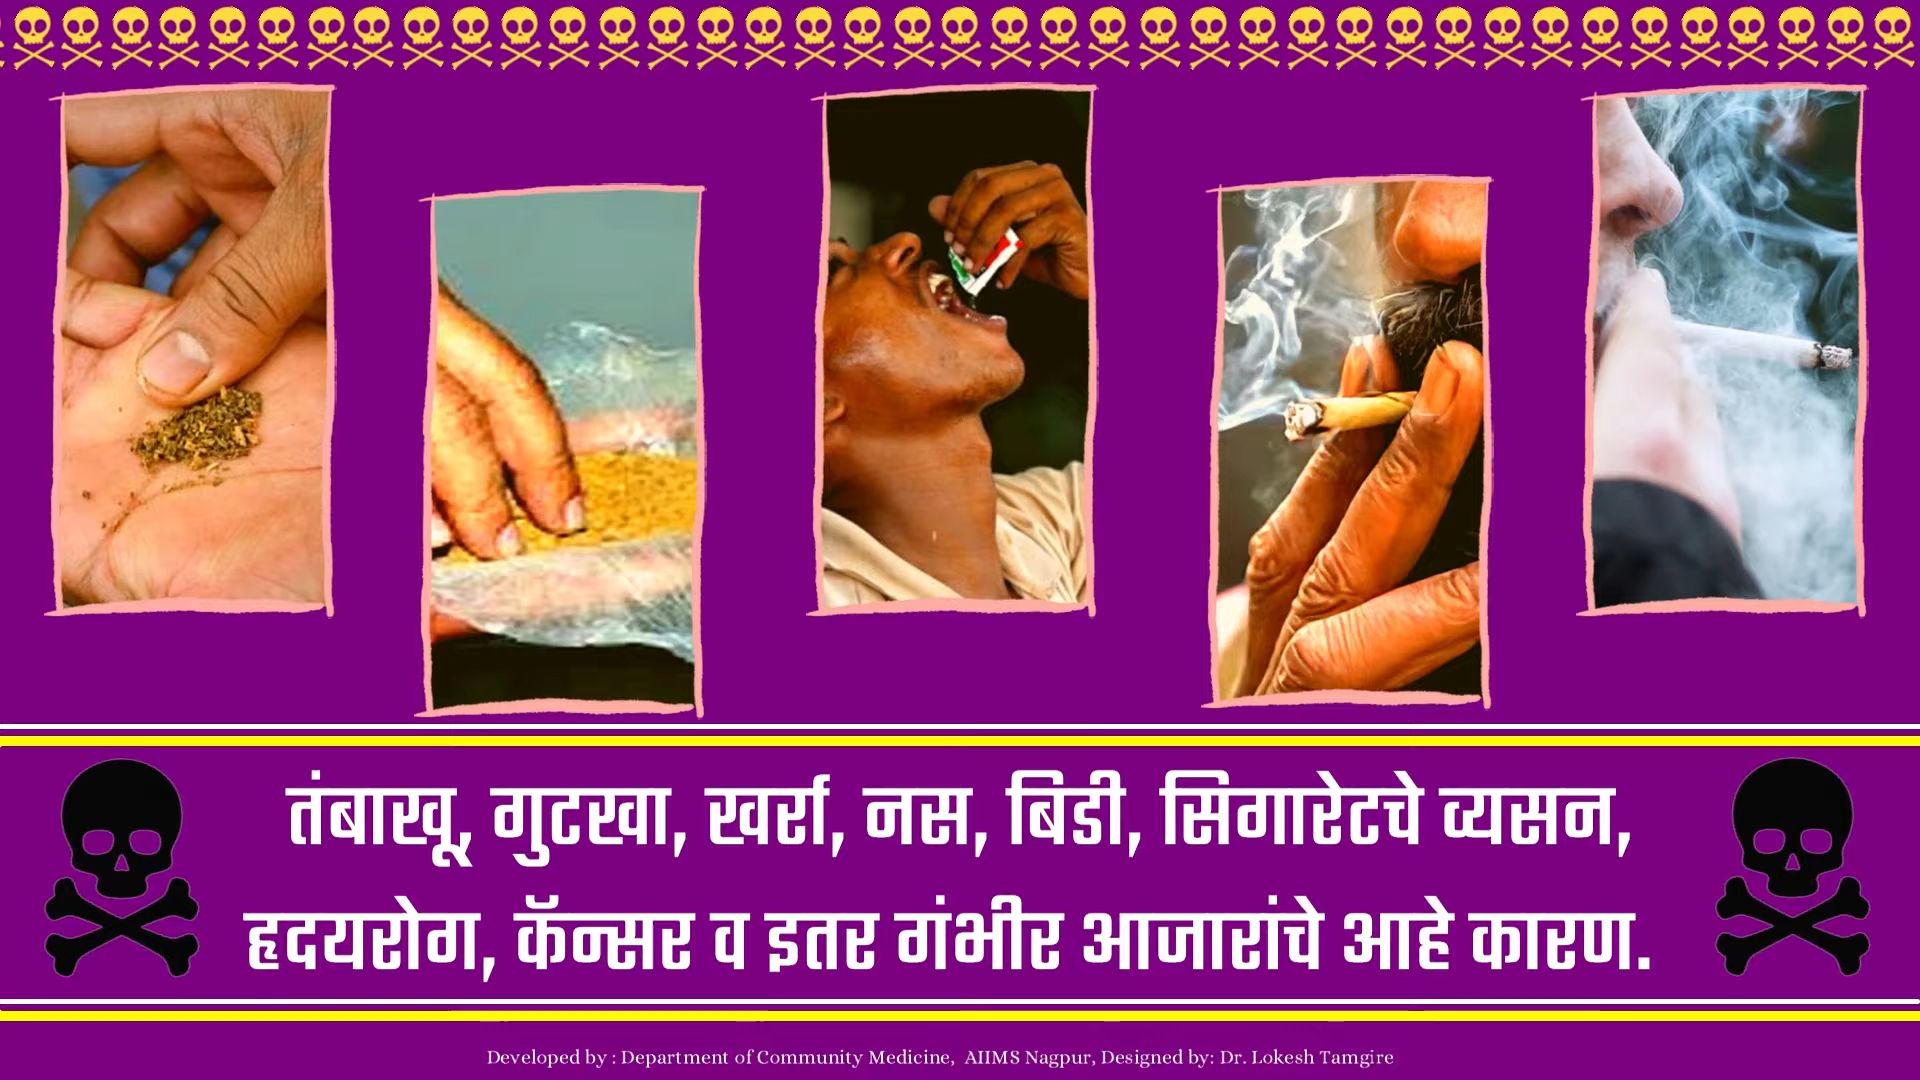 तंबाखू, गुटखा, खर्रा, नस, बिडी, सिगारेटचे व्यसन,
हृदयरोग, कॅन्सर व इतर गंभीर आजारांचे आहे कारण.
Developed by : Department of Community Medicine, AIIMS Nagpur, Designed by: Dr. Lokesh Tamgire